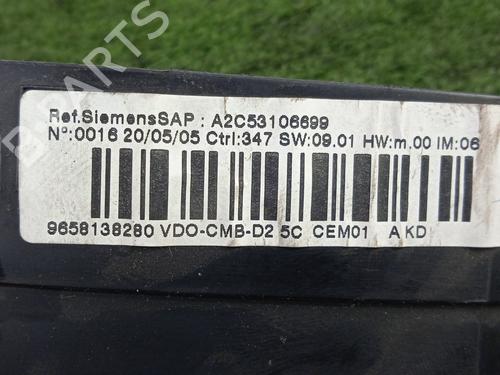 Ref.SiemensSAP : A2C53106699
N°:0016 20/05/05 Ctrl:347 SW:09.01 HW:m.00 IM:06
9658138280 VDO-CMB-D2 5C CEM01 A KD